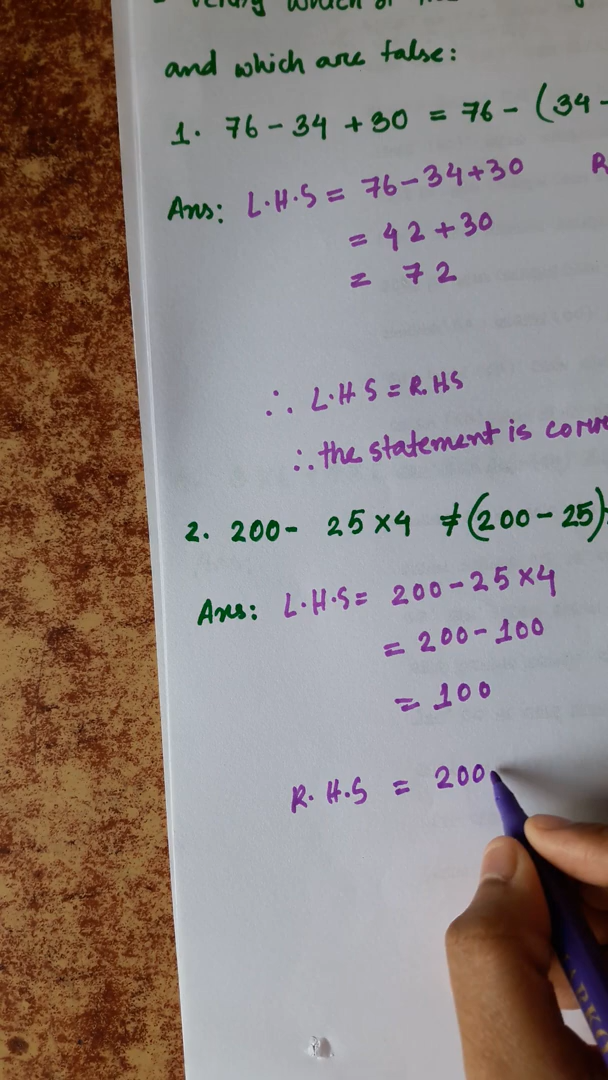 and which are false:
1. 76 - 34 + 30 = 76 - (34 -
Ans: L.H.S = 76-34+30 R
= 42+30
= 72
∴ L.H.S = R.HS
∴ the statement is corre
2. 200 - 25 × 4 ≠ (200 - 25)
Ans: L.H.S = 200-25×4
= 200-100
= 100
R.H.S = 200